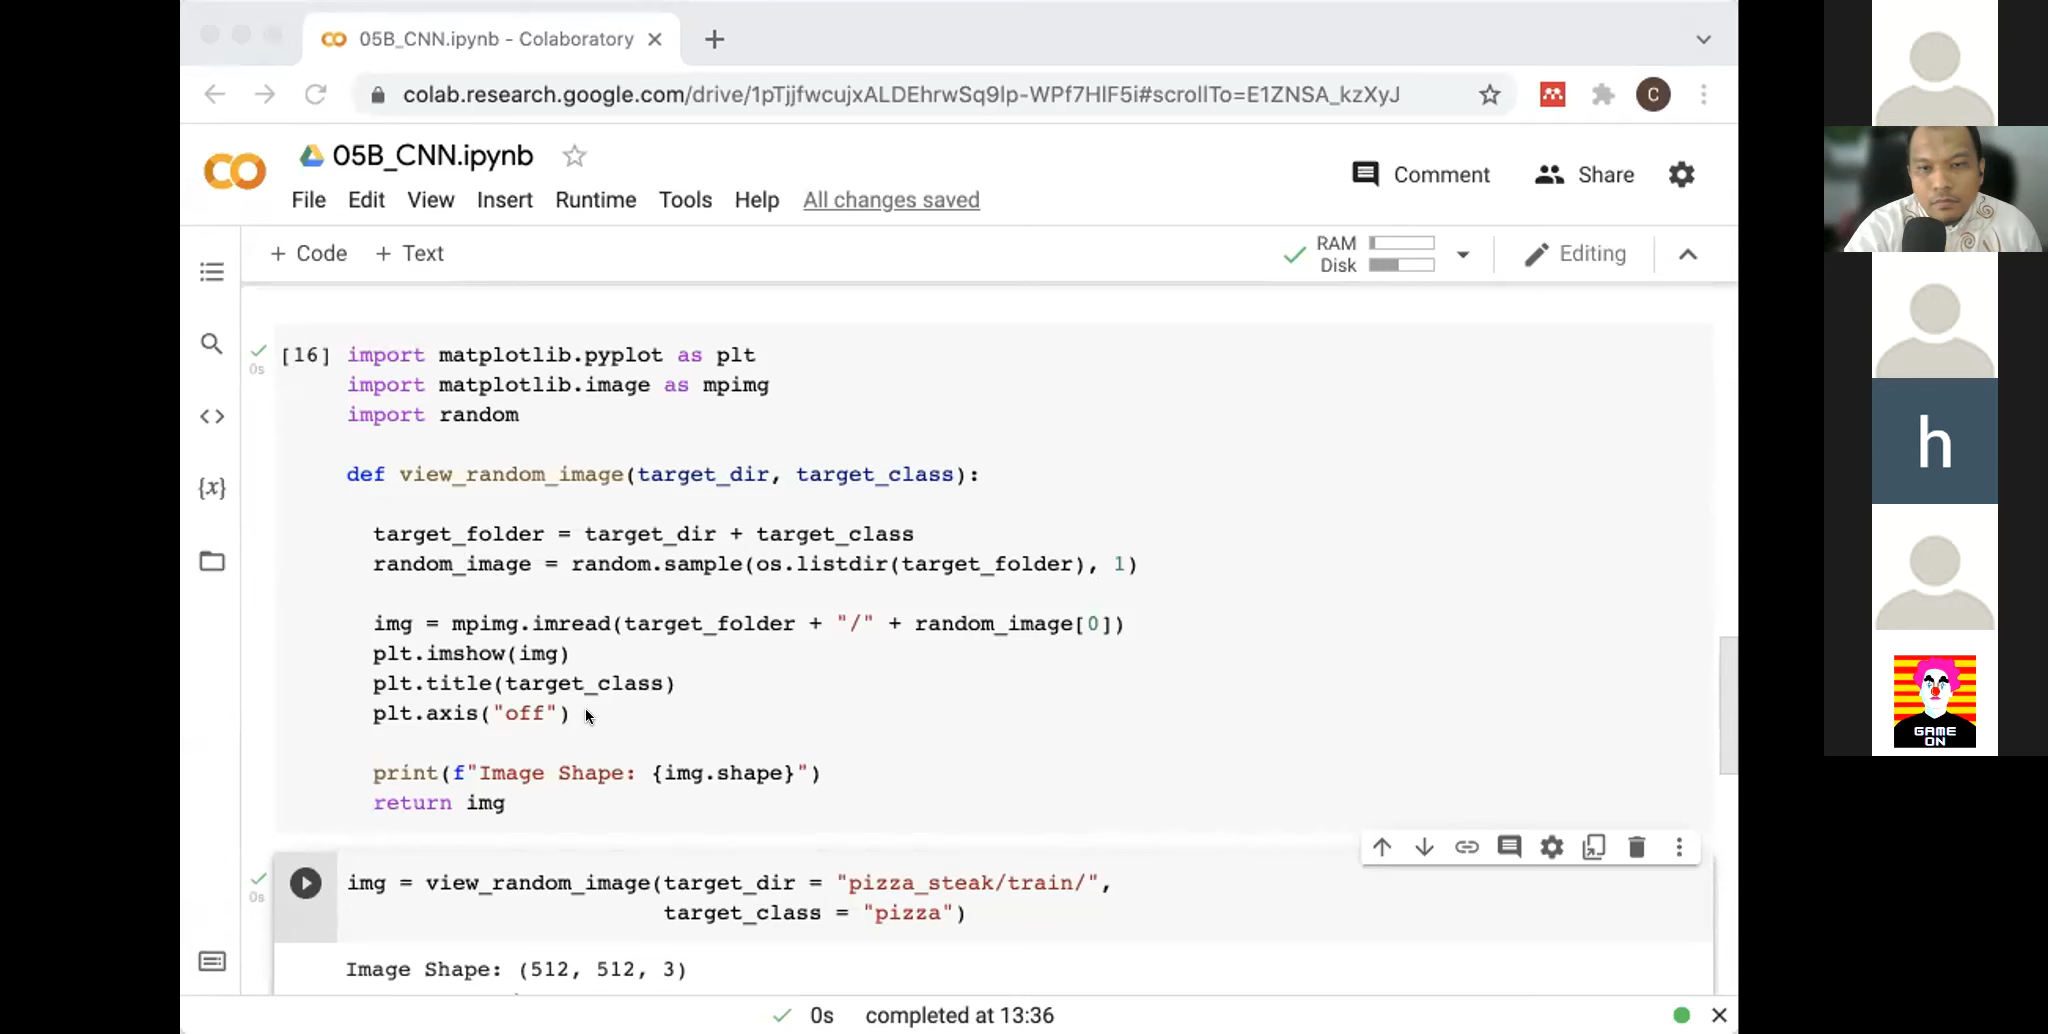 05B_CNN.ipynb - Colaboratory
colab.research.google.com/drive/1pTjjfwcujxALDEhrwSq9lp-WPf7HlF5i#scrollTo=E1ZNSA_kzXyJ
C
05B_CNN.ipynb
Comment
Share
File Edit View Insert Runtime Tools Help All changes saved
+ Code + Text
RAM
Disk
Editing
[16] import matplotlib.pyplot as plt
0s
import matplotlib.image as mpimg
import random
def view_random_image(target_dir, target_class):
target_folder = target_dir + target_class
random_image = random.sample(os.listdir(target_folder), 1)
img = mpimg.imread(target_folder + "/" + random_image[0])
plt.imshow(img)
plt.title(target_class)
plt.axis("off")
print(f"Image Shape: {img.shape}")
return img
img = view_random_image(target_dir = "pizza_steak/train/",
0s
target_class = "pizza")
Image Shape: (512, 512, 3)
0s completed at 13:36
h
GAME
ON